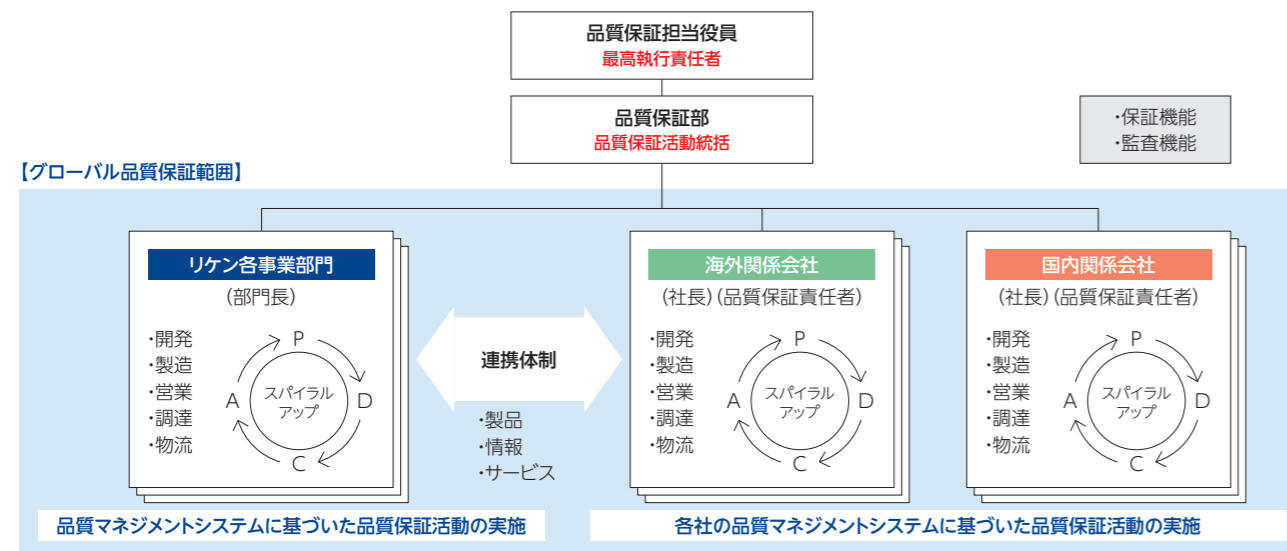 品質保証担当役員
最高執行責任者
品質保証部
品質保証活動統括
・保証機能
・監査機能
【グローバル品質保証範囲】
リケン各事業部門
(部門長)
・開発
・製造
・営業
・調達
・物流
P
D
C
A
スパイラル
アップ
連携体制
・製品
・情報
・サービス
海外関係会社
(社長)(品質保証責任者)
・開発
・製造
・営業
・調達
・物流
P
D
C
A
スパイラル
アップ
国内関係会社
(社長)(品質保証責任者)
・開発
・製造
・営業
・調達
・物流
P
D
C
A
スパイラル
アップ
品質マネジメントシステムに基づいた品質保証活動の実施
各社の品質マネジメントシステムに基づいた品質保証活動の実施